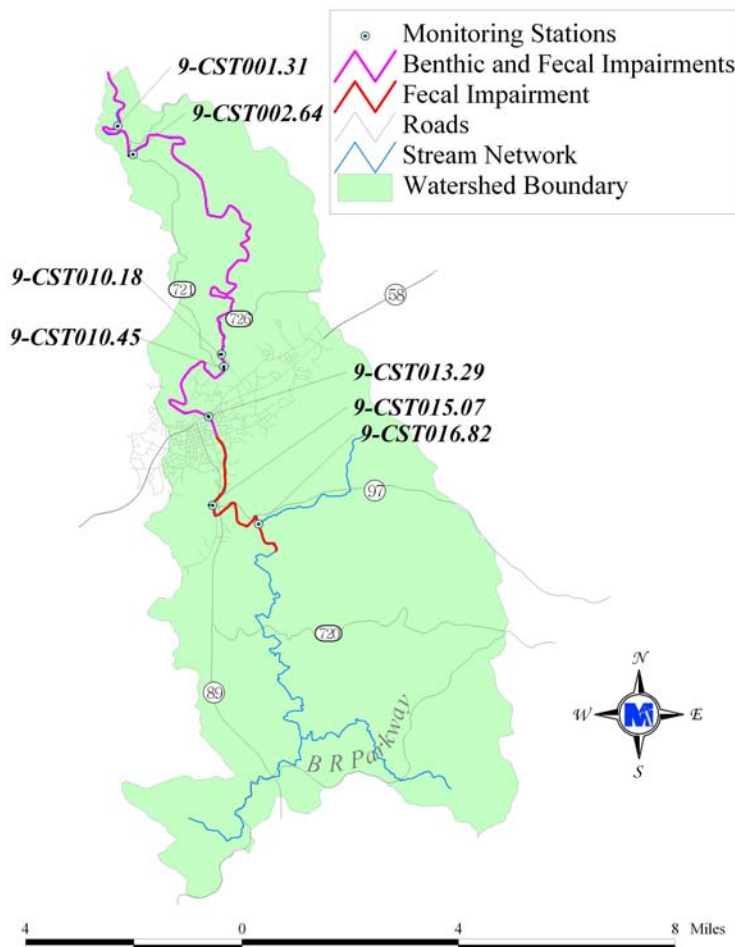 Monitoring Stations
Benthic and Fecal Impairments
Fecal Impairment
Roads
Stream Network
Watershed Boundary
9-CST001.31
9-CST002.64
9-CST010.18
721
58
726
9-CST010.45
9-CST013.29
9-CST015.07
9-CST016.82
97
720
89
B R Parkway
N
W
M
E
S
4
0
4
8 Miles